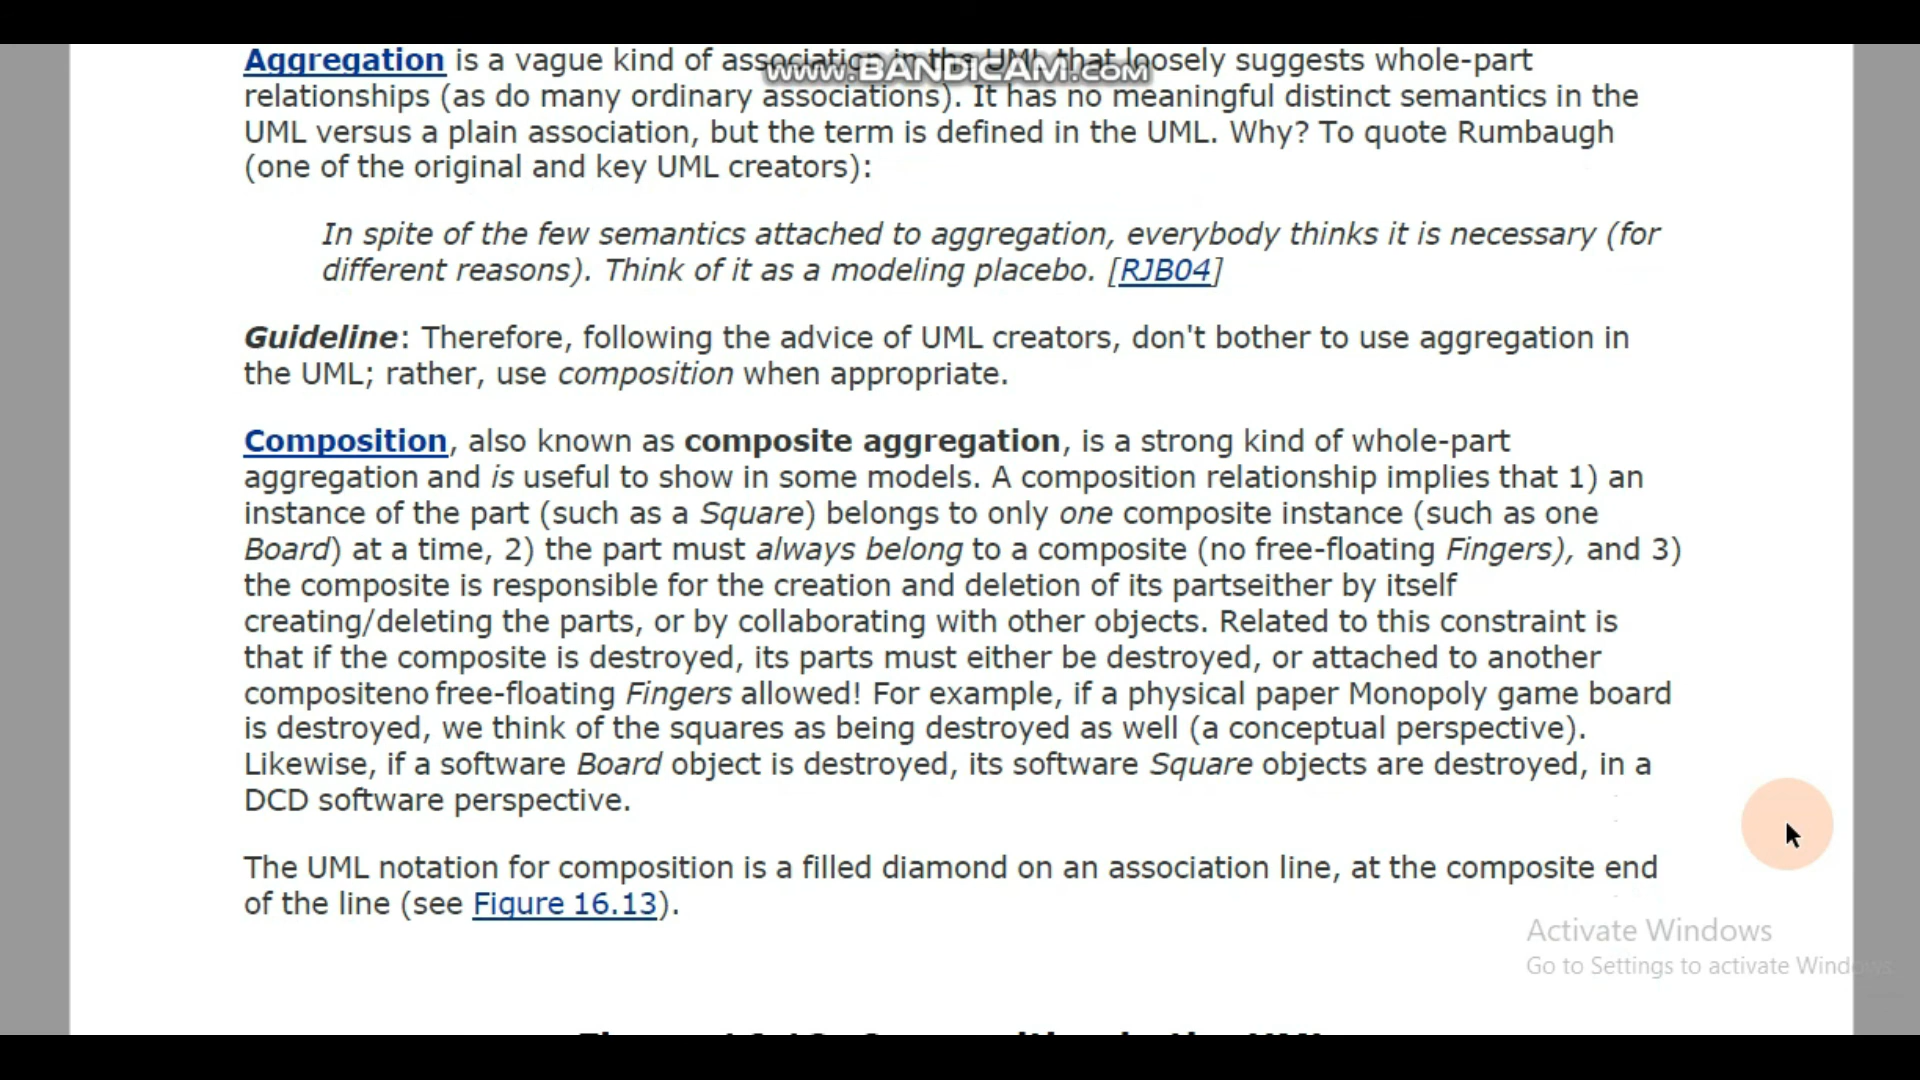 Aggregation is a vague kind of association in the UML that loosely suggests whole-part
www.BANDICAM.com
relationships (as do many ordinary associations). It has no meaningful distinct semantics in the
UML versus a plain association, but the term is defined in the UML. Why? To quote Rumbaugh
(one of the original and key UML creators):
In spite of the few semantics attached to aggregation, everybody thinks it is necessary (for
different reasons). Think of it as a modeling placebo. [RJB04]
Guideline: Therefore, following the advice of UML creators, don't bother to use aggregation in
the UML; rather, use composition when appropriate.
Composition, also known as composite aggregation, is a strong kind of whole-part
aggregation and is useful to show in some models. A composition relationship implies that 1) an
instance of the part (such as a Square) belongs to only one composite instance (such as one
Board) at a time, 2) the part must always belong to a composite (no free-floating Fingers), and 3)
the composite is responsible for the creation and deletion of its partseither by itself
creating/deleting the parts, or by collaborating with other objects. Related to this constraint is
that if the composite is destroyed, its parts must either be destroyed, or attached to another
compositeno free-floating Fingers allowed! For example, if a physical paper Monopoly game board
is destroyed, we think of the squares as being destroyed as well (a conceptual perspective).
Likewise, if a software Board object is destroyed, its software Square objects are destroyed, in a
DCD software perspective.
The UML notation for composition is a filled diamond on an association line, at the composite end
of the line (see Figure 16.13).
Activate Windows
Go to Settings to activate Windows